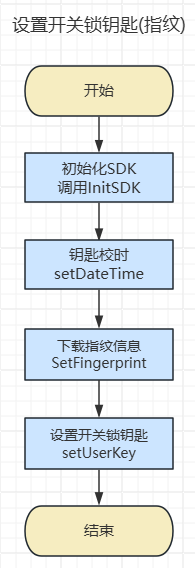 设置开关锁钥匙(指纹)
开始
初始化SDK
调用InitSDK
钥匙校时
setDateTime
下载指纹信息
SetFingerprint
设置开关锁钥匙
setUserKey
结束